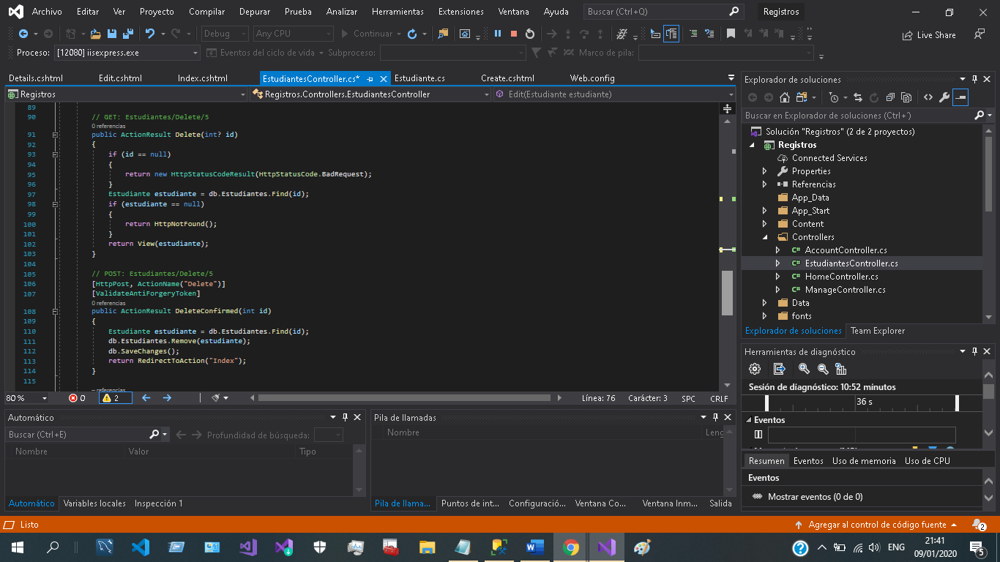 Archivo Editar Ver Proyecto Compilar Depurar Prueba Analizar Herramientas Extensiones Ventana Ayuda Buscar (Ctrl+Q) Registros
Debug Any CPU Continuar Live Share
Proceso: [12080] iisexpress.exe Eventos del ciclo de vida Subproceso: Marco de pila:
Details.cshtml Edit.cshtml Index.cshtml EstudiantesController.cs* Estudiante.cs Create.cshtml Web.config
Registros Registros.Controllers.EstudiantesController Edit(Estudiante estudiante)
89
90 // GET: Estudiantes/Delete/5
0 referencias
91 public ActionResult Delete(int? id)
92 {
93 if (id == null)
94 {
95 return new HttpStatusCodeResult(HttpStatusCode.BadRequest);
96 }
97 Estudiante estudiante = db.Estudiantes.Find(id);
98 if (estudiante == null)
99 {
100 return HttpNotFound();
101 }
102 return View(estudiante);
103 }
104
105 // POST: Estudiantes/Delete/5
106 [HttpPost, ActionName("Delete")]
107 [ValidateAntiForgeryToken]
0 referencias
108 public ActionResult DeleteConfirmed(int id)
109 {
110 Estudiante estudiante = db.Estudiantes.Find(id);
111 db.Estudiantes.Remove(estudiante);
112 db.SaveChanges();
113 return RedirectToAction("Index");
114 }
115
– referencias
80 % 0 2 Línea: 76 Carácter: 3 SPC CRLF
Automático
Buscar (Ctrl+E) Profundidad de búsqueda:
Nombre Valor Tipo
Automático Variables locales Inspección 1
Pila de llamadas
Nombre Leng
Pila de llama... Puntos de int... Configuració... Ventana Co... Ventana Inm... Salida
Explorador de soluciones
Buscar en Explorador de soluciones (Ctrl+´)
Solución "Registros" (2 de 2 proyectos)
Registros
Connected Services
Properties
Referencias
App_Data
App_Start
Content
Controllers
C# AccountController.cs
C# EstudiantesController.cs
C# HomeController.cs
C# ManageController.cs
Data
fonts
Explorador de soluciones Team Explorer
Herramientas de diagnóstico
Sesión de diagnóstico: 10:52 minutos
36 s
Eventos
Resumen Eventos Uso de memoria Uso de CPU
Eventos
Mostrar eventos (0 de 0)
Listo Agregar al control de código fuente 2
ENG 21:41
09/01/2020 5